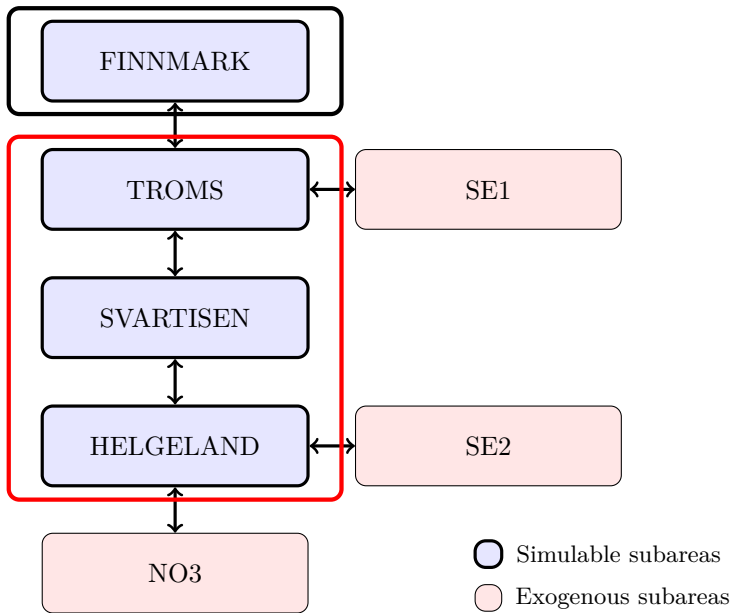 FINNMARK
TROMS
SE1
SVARTISEN
HELGELAND
SE2
NO3
Simulable subareas
Exogenous subareas